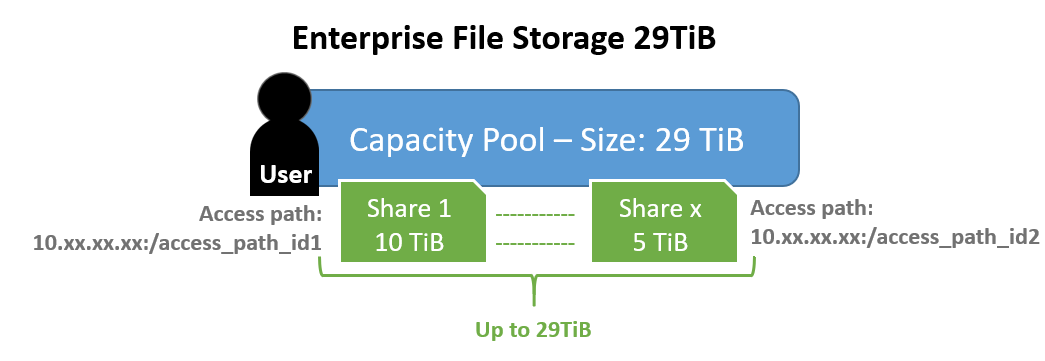 Enterprise File Storage 29TiB
Capacity Pool – Size: 29 TiB
User
Access path:
10.xx.xx.xx:/access_path_id1
Share 1
10 TiB
Share x
5 TiB
Access path:
10.xx.xx.xx:/access_path_id2
Up to 29TiB